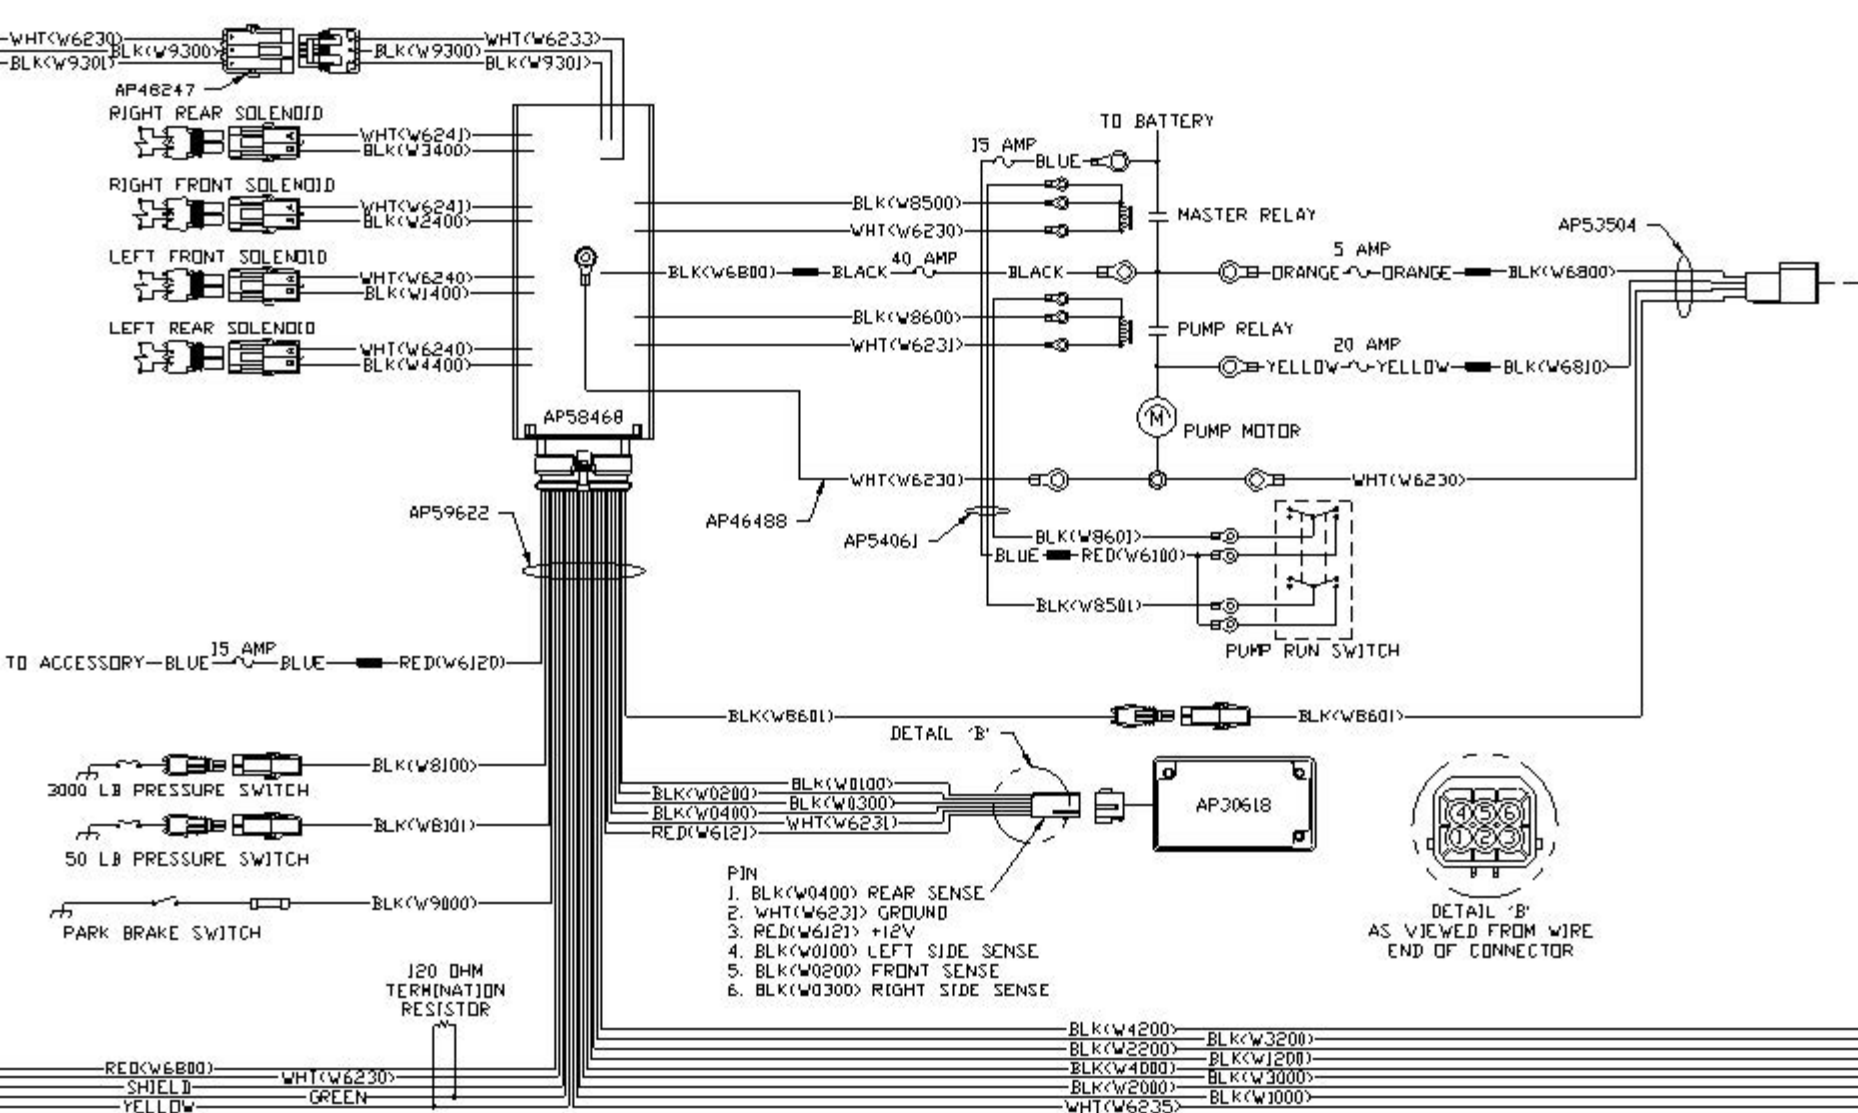 WHT(W6230)
BLK(W9300)
BLK(W9301)
WHT(W6233)
BLK(W9300)
BLK(W9301)
AP48247
RIGHT REAR SOLENOID
WHT(W6241)
BLK(W3400)
RIGHT FRONT SOLENOID
WHT(W6241)
BLK(W2400)
LEFT FRONT SOLENOID
WHT(W6240)
BLK(W1400)
LEFT REAR SOLENOID
WHT(W6240)
BLK(W4400)
AP58468
TO BATTERY
15 AMP
BLUE
BLK(W8500)
MASTER RELAY
WHT(W6230)
BLK(W6800)
BLACK
40 AMP
BLACK
5 AMP
ORANGE
ORANGE
BLK(W6800)
AP53504
BLK(W8600)
PUMP RELAY
WHT(W6231)
20 AMP
YELLOW
YELLOW
BLK(W6810)
M
PUMP MOTOR
WHT(W6230)
WHT(W6230)
AP59622
AP46488
AP54061
BLK(W8601)
BLUE
RED(W6100)
BLK(W8501)
PUMP RUN SWITCH
TO ACCESSORY
BLUE
15 AMP
BLUE
RED(W6120)
BLK(W8601)
BLK(W8601)
DETAIL 'B'
BLK(W8100)
3000 LB PRESSURE SWITCH
BLK(W8101)
50 LB PRESSURE SWITCH
BLK(W9000)
PARK BRAKE SWITCH
BLK(W0100)
BLK(W0200)
BLK(W0300)
BLK(W0400)
WHT(W6231)
RED(W6121)
AP30618
4 5 6
1 2 3
DETAIL 'B'
AS VIEWED FROM WIRE
END OF CONNECTOR
PIN
1. BLK(W0400) REAR SENSE
2. WHT(W6231) GROUND
3. RED(W6121) +12V
4. BLK(W0100) LEFT SIDE SENSE
5. BLK(W0200) FRONT SENSE
6. BLK(W0300) RIGHT SIDE SENSE
120 OHM
TERMINATION
RESISTOR
RED(W6800)
WHT(W6230)
SHIELD
GREEN
YELLOW
BLK(W4200)
BLK(W3200)
BLK(W2200)
BLK(W1200)
BLK(W4000)
BLK(W3000)
BLK(W2000)
BLK(W1000)
WHT(W6235)